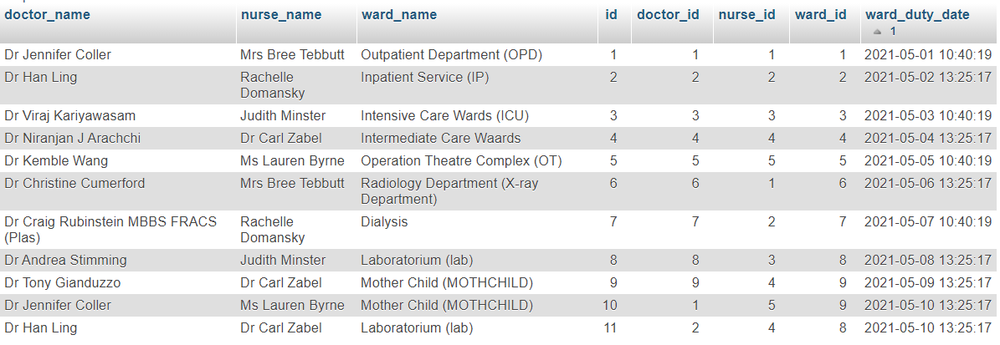 doctor_name nurse_name ward_name id doctor_id nurse_id ward_id ward_duty_date
1
Dr Jennifer Coller Mrs Bree Tebbutt Outpatient Department (OPD) 1 1 1 1 2021-05-01 10:40:19
Dr Han Ling Rachelle Inpatient Service (IP) 2 2 2 2 2021-05-02 13:25:17
Domansky
Dr Viraj Kariyawasam Judith Minster Intensive Care Wards (ICU) 3 3 3 3 2021-05-03 10:40:19
Dr Niranjan J Arachchi Dr Carl Zabel Intermediate Care Waards 4 4 4 4 2021-05-04 13:25:17
Dr Kemble Wang Ms Lauren Byrne Operation Theatre Complex (OT) 5 5 5 5 2021-05-05 10:40:19
Dr Christine Cumerford Mrs Bree Tebbutt Radiology Department (X-ray 6 6 1 6 2021-05-06 13:25:17
Department)
Dr Craig Rubinstein MBBS FRACS Rachelle Dialysis 7 7 2 7 2021-05-07 10:40:19
(Plas) Domansky
Dr Andrea Stimming Judith Minster Laboratorium (lab) 8 8 3 8 2021-05-08 13:25:17
Dr Tony Gianduzzo Dr Carl Zabel Mother Child (MOTHCHILD) 9 9 4 9 2021-05-09 13:25:17
Dr Jennifer Coller Ms Lauren Byrne Mother Child (MOTHCHILD) 10 1 5 9 2021-05-10 13:25:17
Dr Han Ling Dr Carl Zabel Laboratorium (lab) 11 2 4 8 2021-05-10 13:25:17